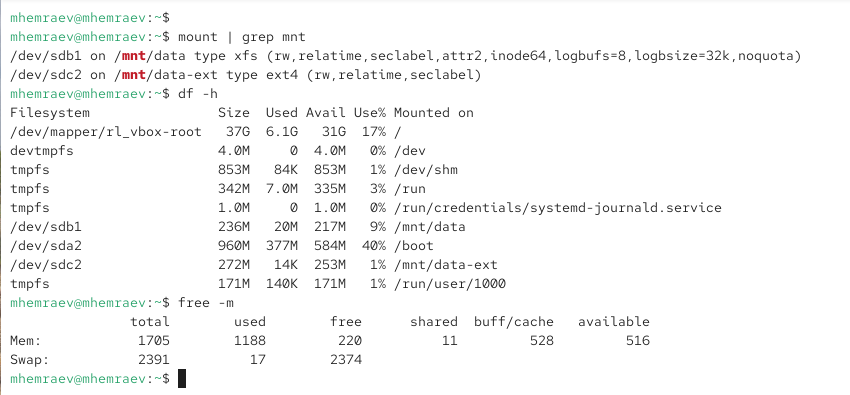 mhemraev@mhemraev:~$
mhemraev@mhemraev:~$ mount | grep mnt
/dev/sdb1 on /mnt/data type xfs (rw,relatime,seclabel,attr2,inode64,logbufs=8,logbsize=32k,noquota)
/dev/sdc2 on /mnt/data-ext type ext4 (rw,relatime,seclabel)
mhemraev@mhemraev:~$ df -h
Filesystem                Size  Used Avail Use% Mounted on
/dev/mapper/rl_vbox-root   37G  6.1G   31G  17% /
devtmpfs                  4.0M     0  4.0M   0% /dev
tmpfs                     853M   84K  853M   1% /dev/shm
tmpfs                     342M  7.0M  335M   3% /run
tmpfs                     1.0M     0  1.0M   0% /run/credentials/systemd-journald.service
/dev/sdb1                 236M   20M  217M   9% /mnt/data
/dev/sda2                 960M  377M  584M  40% /boot
/dev/sdc2                 272M   14K  253M   1% /mnt/data-ext
tmpfs                     171M  140K  171M   1% /run/user/1000
mhemraev@mhemraev:~$ free -m
               total        used        free      shared  buff/cache   available
Mem:            1705        1188         220          11         528         516
Swap:           2391          17        2374
mhemraev@mhemraev:~$